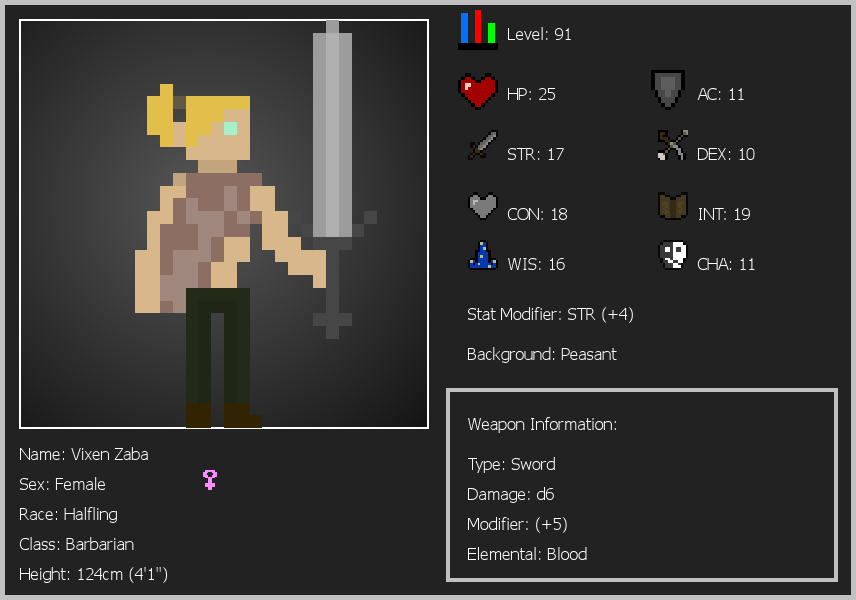 Level: 91
HP: 25
AC: 11
STR: 17
DEX: 10
CON: 18
INT: 19
WIS: 16
CHA: 11
Stat Modifier: STR (+4)
Background: Peasant
Weapon Information:
Type: Sword
Damage: d6
Modifier: (+5)
Elemental: Blood
Name: Vixen Zaba
Sex: Female
Race: Halfling
Class: Barbarian
Height: 124cm (4'1")